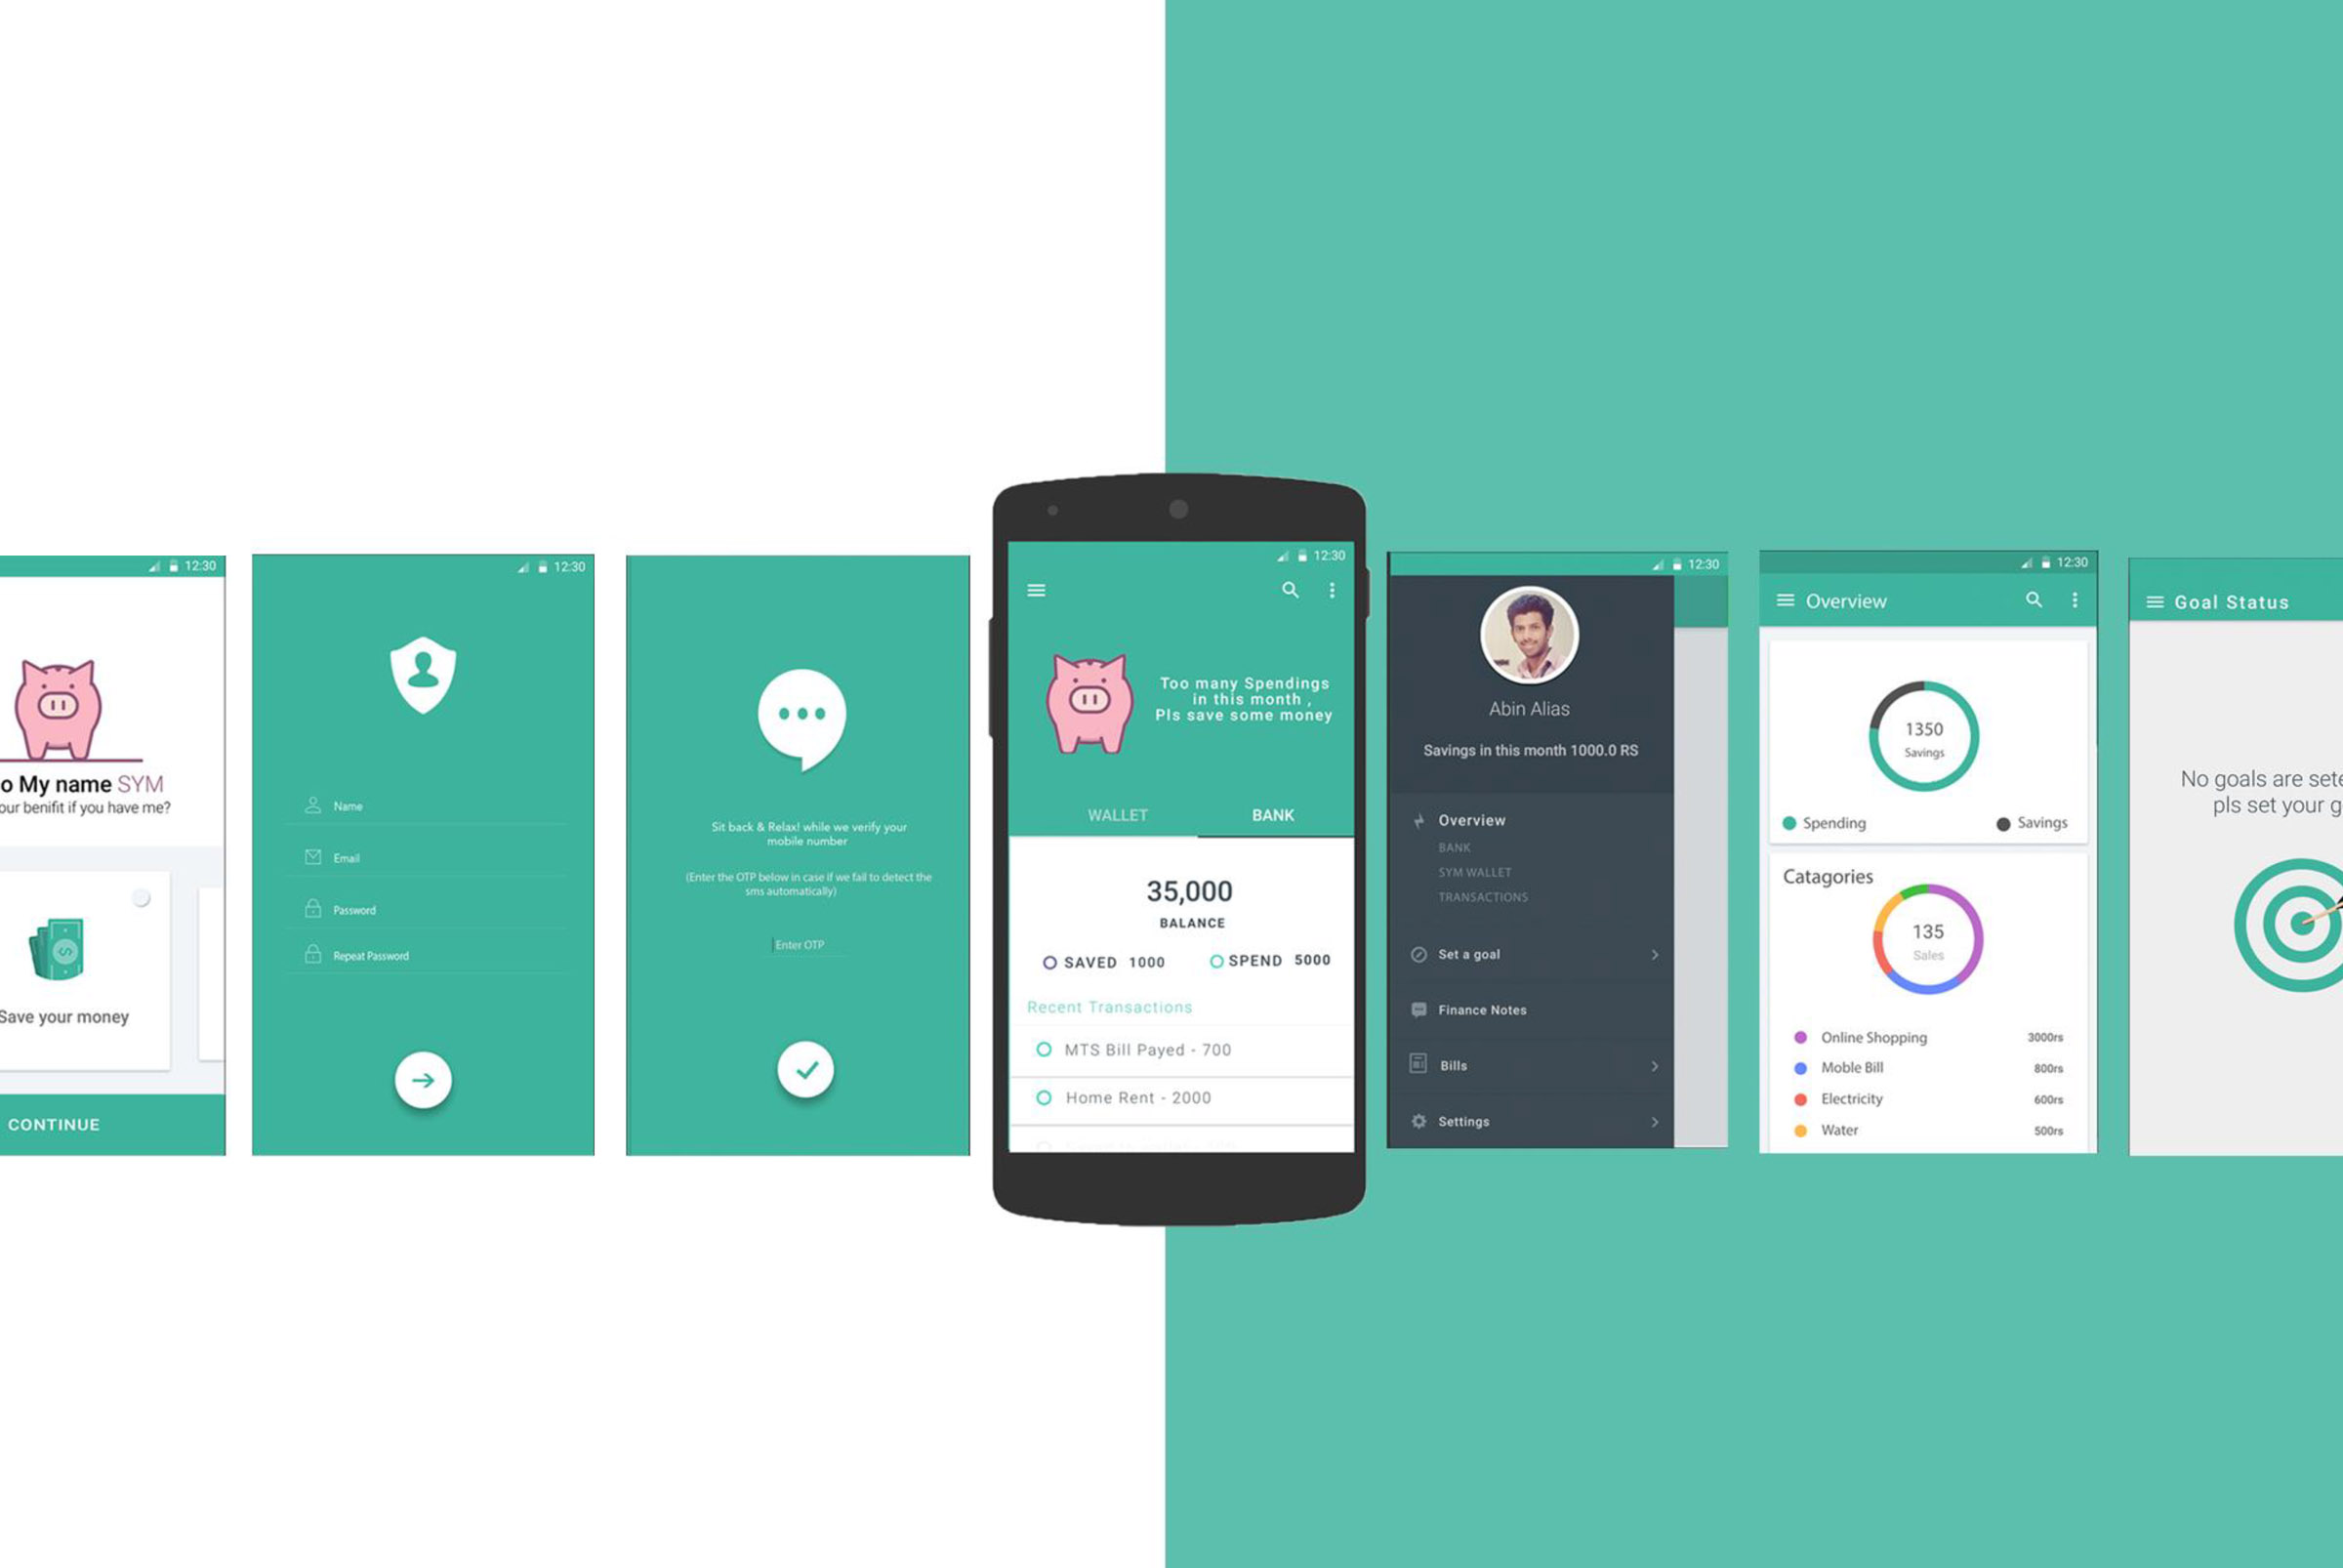 12:30
o My name SYM
our benifit if you have me?
Save your money
CONTINUE
12:30
Name
Email
Password
Repeat Password
Sit back & Relax! while we verify your
mobile number
(Enter the OTP below in case if we fail to detect the
sms automatically)
Enter OTP
12:30
Too many Spendings
in this month ,
Pls save some money
WALLET BANK
35,000
BALANCE
SAVED 1000 SPEND 5000
Recent Transactions
MTS Bill Payed - 700
Home Rent - 2000
12:30
Abin Alias
Savings in this month 1000.0 RS
Overview
BANK
SYM WALLET
TRANSACTIONS
Set a goal
Finance Notes
Bills
Settings
12:30
Overview
1350
Savings
Spending Savings
Catagories
135
Sales
Online Shopping 3000rs
Moble Bill 800rs
Electricity 600rs
Water 500rs
Goal Status
No goals are sete
pls set your g